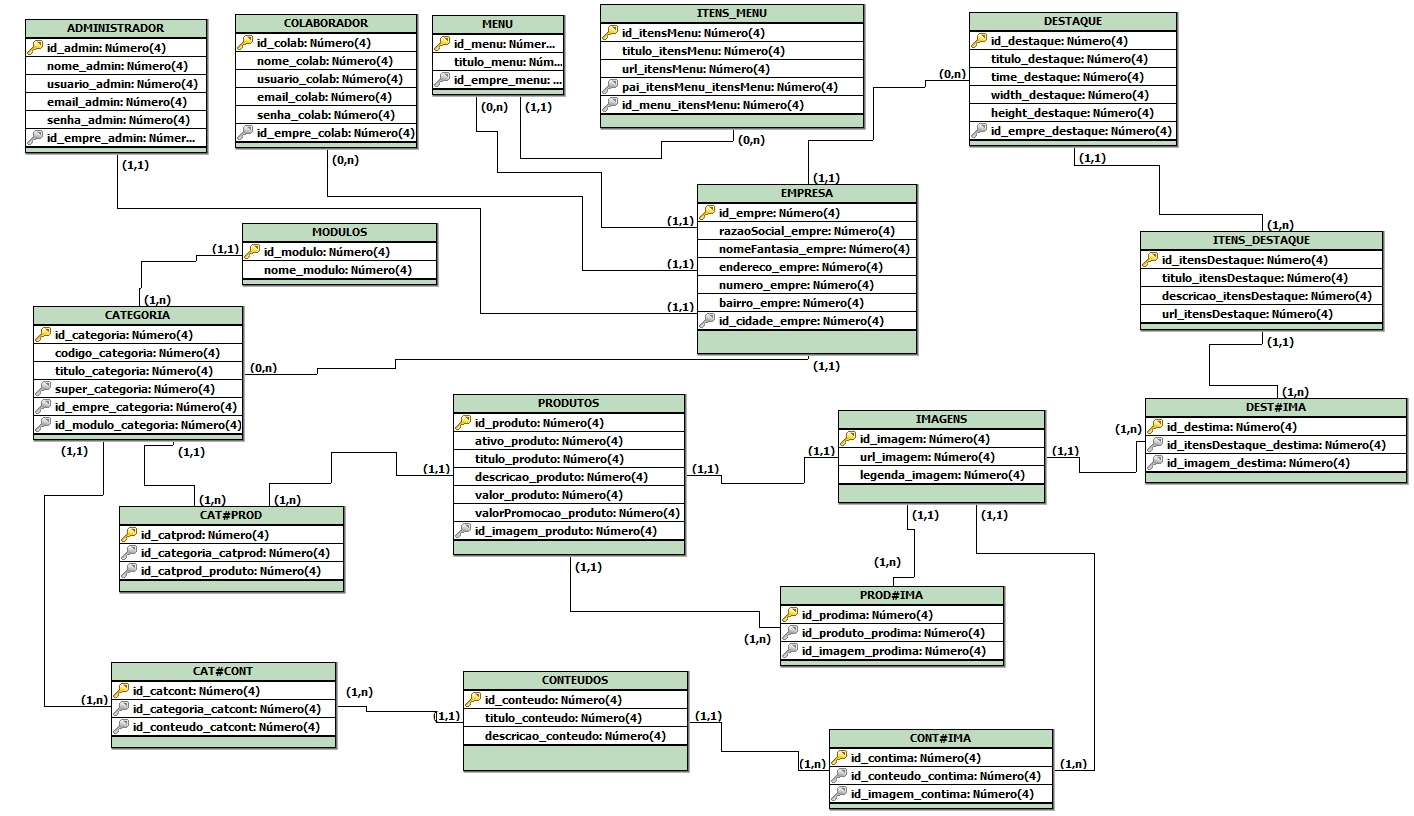 ADMINISTRADOR
id_admin: Número(4)
nome_admin: Número(4)
usuario_admin: Número(4)
email_admin: Número(4)
senha_admin: Número(4)
id_empre_admin: Númer...
(1,1)
COLABORADOR
id_colab: Número(4)
nome_colab: Número(4)
usuario_colab: Número(4)
email_colab: Número(4)
senha_colab: Número(4)
id_empre_colab: Número(4)
(0,n)
MENU
id_menu: Númer...
titulo_menu: Núm...
id_empre_menu: ...
(0,n)
(1,1)
ITENS_MENU
id_itensMenu: Número(4)
titulo_itensMenu: Número(4)
url_itensMenu: Número(4)
pai_itensMenu_itensMenu: Número(4)
id_menu_itensMenu: Número(4)
(0,n)
DESTAQUE
id_destaque: Número(4)
titulo_destaque: Número(4)
time_destaque: Número(4)
width_destaque: Número(4)
height_destaque: Número(4)
id_empre_destaque: Número(4)
(0,n)
(1,1)
(1,1)
EMPRESA
id_empre: Número(4)
razaoSocial_empre: Número(4)
nomeFantasia_empre: Número(4)
endereco_empre: Número(4)
numero_empre: Número(4)
bairro_empre: Número(4)
id_cidade_empre: Número(4)
(1,1)
(1,1)
(1,1)
(1,1)
MODULOS
id_modulo: Número(4)
nome_modulo: Número(4)
(1,1)
(1,n)
ITENS_DESTAQUE
id_itensDestaque: Número(4)
titulo_itensDestaque: Número(4)
descricao_itensDestaque: Número(4)
url_itensDestaque: Número(4)
(1,1)
(1,n)
CATEGORIA
id_categoria: Número(4)
codigo_categoria: Número(4)
titulo_categoria: Número(4)
super_categoria: Número(4)
id_empre_categoria: Número(4)
id_modulo_categoria: Número(4)
(0,n)
(1,1)
(1,1)
PRODUTOS
id_produto: Número(4)
ativo_produto: Número(4)
titulo_produto: Número(4)
descricao_produto: Número(4)
valor_produto: Número(4)
valorPromocao_produto: Número(4)
id_imagem_produto: Número(4)
(1,1)
(1,1)
(1,1)
IMAGENS
id_imagem: Número(4)
url_imagem: Número(4)
legenda_imagem: Número(4)
(1,1)
(1,1)
(1,1)
(1,1)
(1,n)
DEST#IMA
id_destima: Número(4)
id_itensDestaque_destima: Número(4)
id_imagem_destima: Número(4)
(1,n)
(1,n)
(1,n)
CAT#PROD
id_catprod: Número(4)
id_categoria_catprod: Número(4)
id_catprod_produto: Número(4)
(1,n)
PROD#IMA
id_prodima: Número(4)
id_produto_prodima: Número(4)
id_imagem_prodima: Número(4)
(1,n)
CAT#CONT
id_catcont: Número(4)
id_categoria_catcont: Número(4)
id_conteudo_catcont: Número(4)
(1,n)
(1,n)
CONTEUDOS
id_conteudo: Número(4)
titulo_conteudo: Número(4)
descricao_conteudo: Número(4)
(1,1)
(1,1)
CONT#IMA
id_contima: Número(4)
id_conteudo_contima: Número(4)
id_imagem_contima: Número(4)
(1,n)
(1,n)